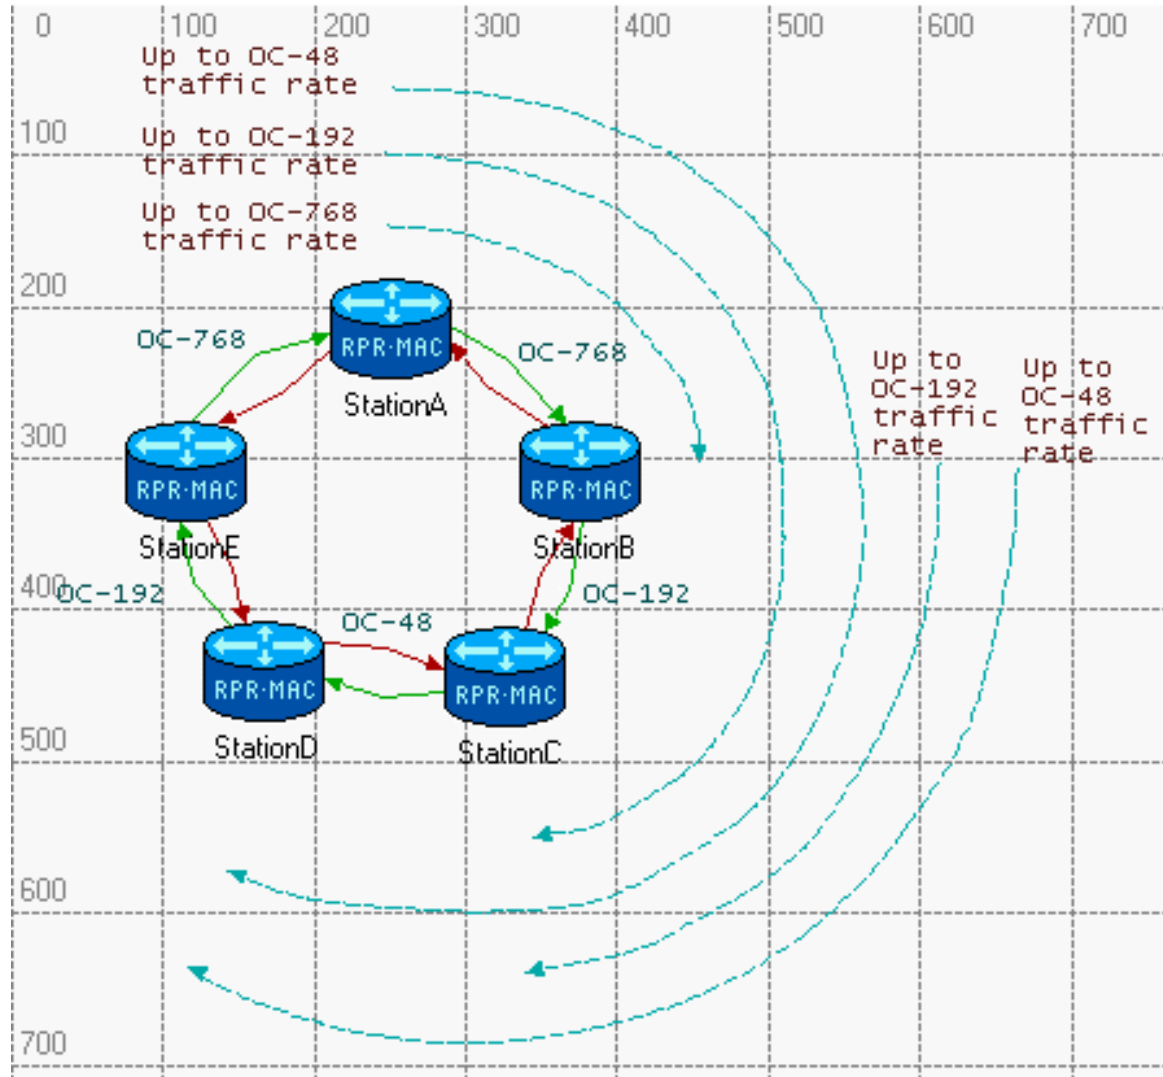 0 100 200 300 400 500 600 700
Up to OC-48
traffic rate
100
Up to OC-192
traffic rate
Up to OC-768
traffic rate
200
OC-768
RPR·MAC
OC-768
StationA
Up to
OC-192
traffic
rate
Up to
OC-48
traffic
rate
300
RPR·MAC
StationE
RPR·MAC
StationB
400
OC-192
OC-48
OC-192
RPR·MAC
StationD
RPR·MAC
StationC
500
600
700